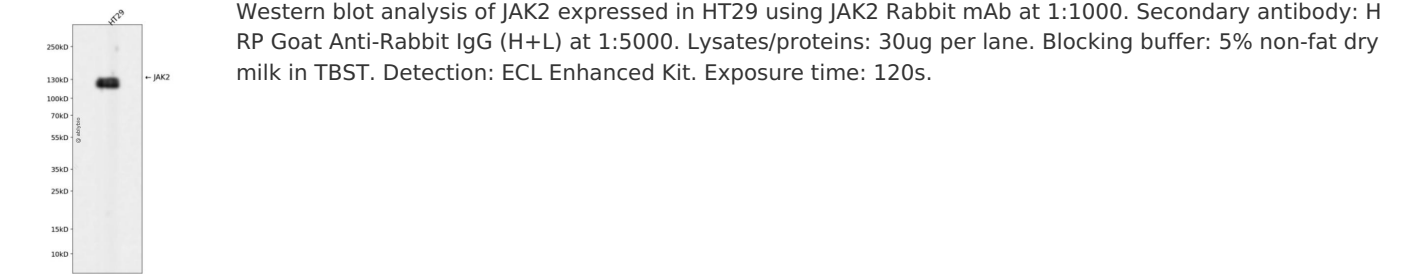 HT29
Western blot analysis of JAK2 expressed in HT29 using JAK2 Rabbit mAb at 1:1000. Secondary antibody: H
RP Goat Anti-Rabbit IgG (H+L) at 1:5000. Lysates/proteins: 30ug per lane. Blocking buffer: 5% non-fat dry
milk in TBST. Detection: ECL Enhanced Kit. Exposure time: 120s.
250kD
130kD
← JAK2
100kD
70kD
55kD
35kD
25kD
15kD
10kD